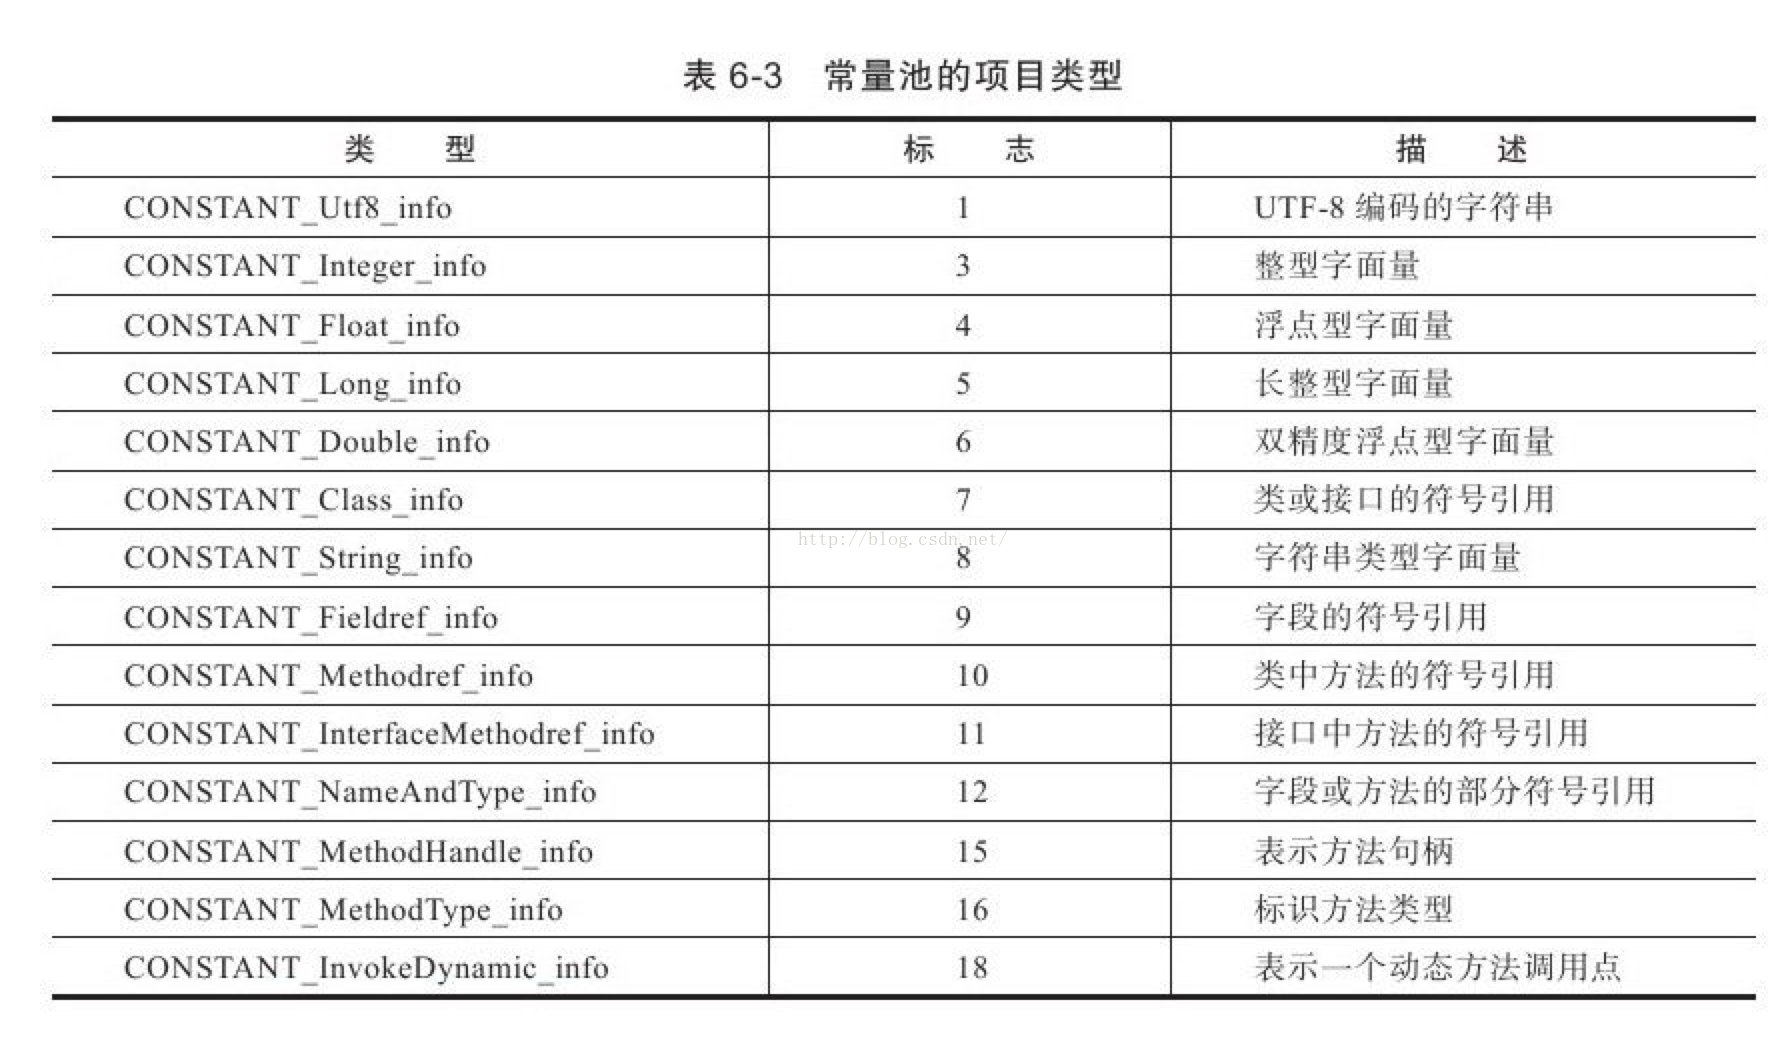 表 6-3 常量池的项目类型
类 型 标 志 描 述
CONSTANT_Utf8_info 1 UTF-8 编码的字符串
CONSTANT_Integer_info 3 整型字面量
CONSTANT_Float_info 4 浮点型字面量
CONSTANT_Long_info 5 长整型字面量
CONSTANT_Double_info 6 双精度浮点型字面量
CONSTANT_Class_info 7 类或接口的符号引用
http://blog.csdn.net/
CONSTANT_String_info 8 字符串类型字面量
CONSTANT_Fieldref_info 9 字段的符号引用
CONSTANT_Methodref_info 10 类中方法的符号引用
CONSTANT_InterfaceMethodref_info 11 接口中方法的符号引用
CONSTANT_NameAndType_info 12 字段或方法的部分符号引用
CONSTANT_MethodHandle_info 15 表示方法句柄
CONSTANT_MethodType_info 16 标识方法类型
CONSTANT_InvokeDynamic_info 18 表示一个动态方法调用点